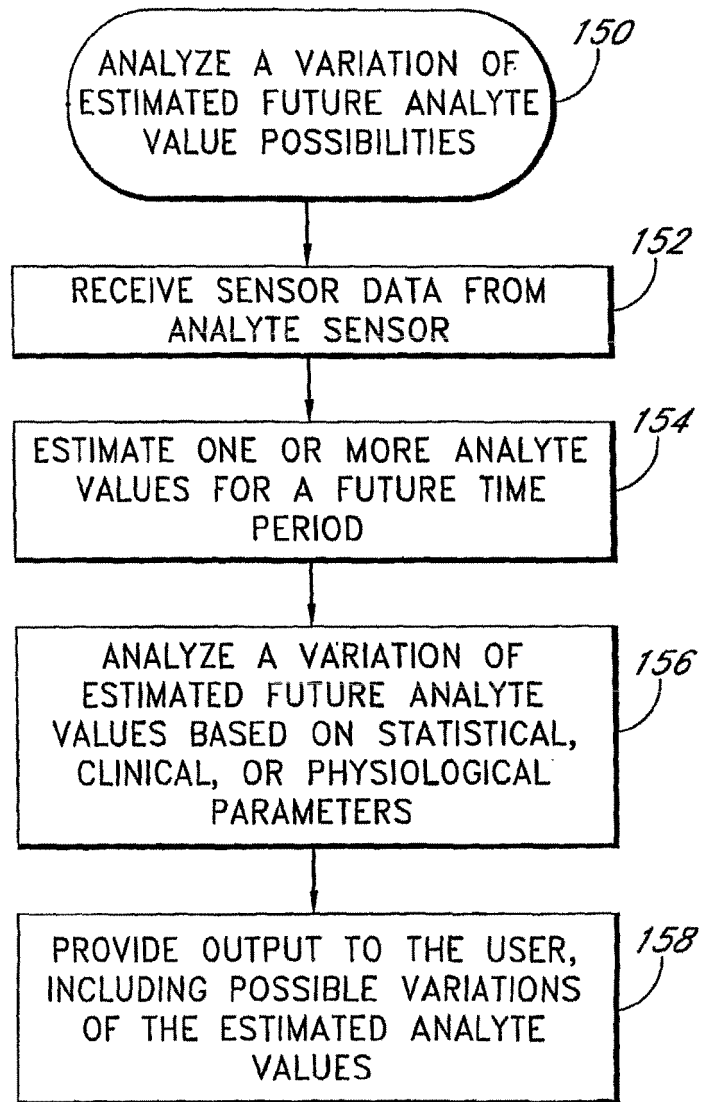 150
ANALYZE A VARIATION OF
ESTIMATED FUTURE ANALYTE
VALUE POSSIBILITIES
152
RECEIVE SENSOR DATA FROM
ANALYTE SENSOR
154
ESTIMATE ONE OR MORE ANALYTE
VALUES FOR A FUTURE TIME
PERIOD
156
ANALYZE A VARIATION OF
ESTIMATED FUTURE ANALYTE
VALUES BASED ON STATISTICAL,
CLINICAL, OR PHYSIOLOGICAL
PARAMETERS
158
PROVIDE OUTPUT TO THE USER,
INCLUDING POSSIBLE VARIATIONS
OF THE ESTIMATED ANALYTE
VALUES